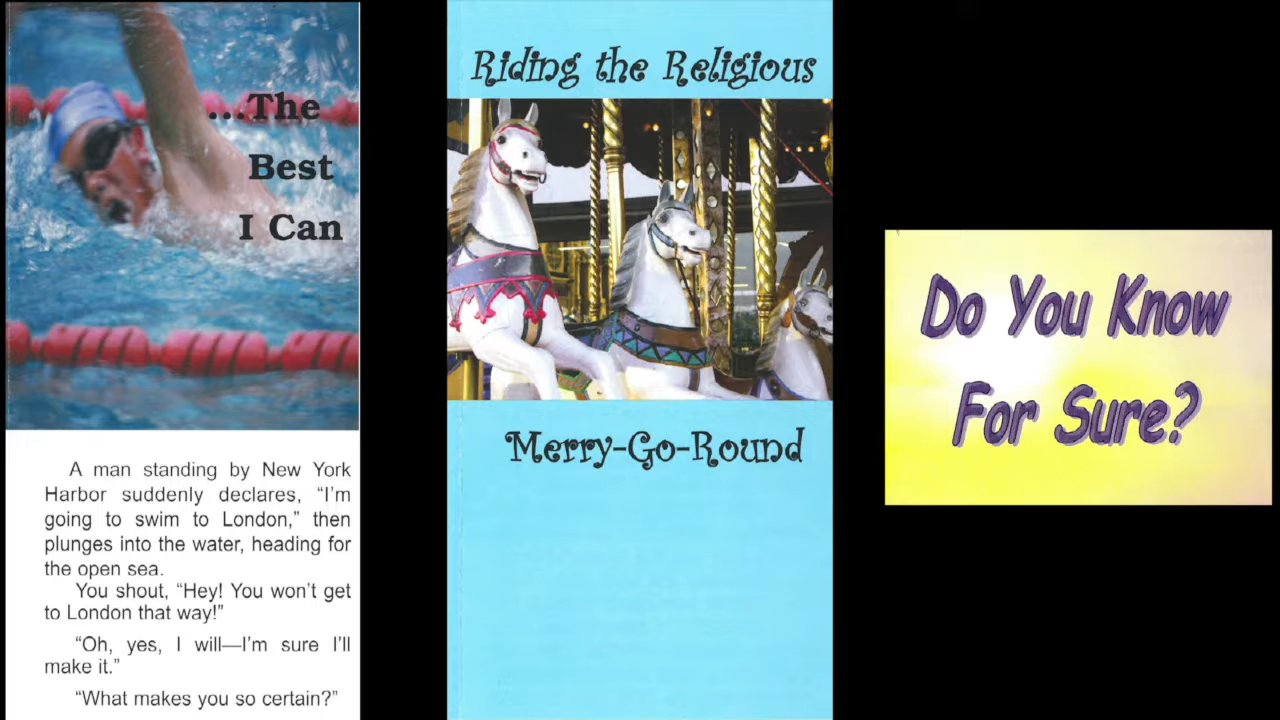 ...The
Best
I Can
A man standing by New York
Harbor suddenly declares, “I’m
going to swim to London,” then
plunges into the water, heading for
the open sea.
You shout, “Hey! You won’t get
to London that way!”
“Oh, yes, I will—I’m sure I’ll
make it.”
“What makes you so certain?”
Riding the Religious
Merry-Go-Round
Do You Know
For Sure?